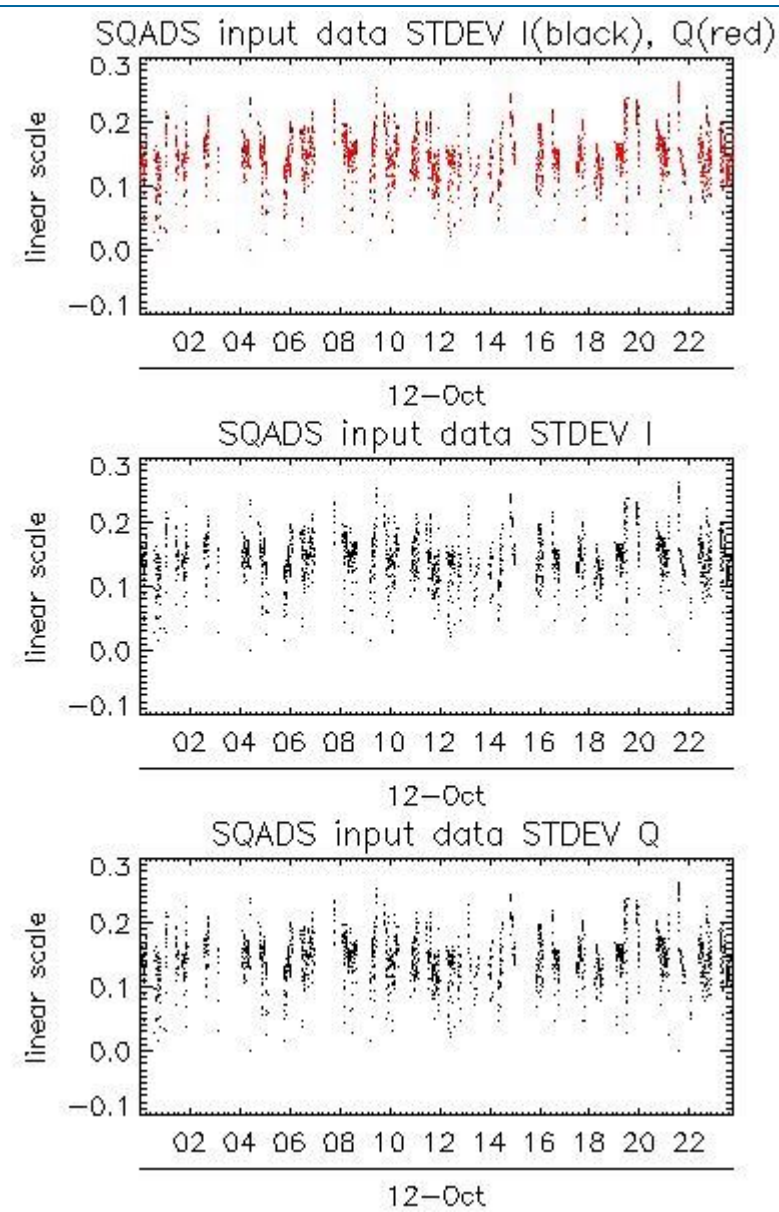 SQADS input data STDEV I(black), Q(red)
0.3
0.2
0.1
0.0
−0.1
linear scale
02 04 06 08 10 12 14 16 18 20 22
12−Oct
SQADS input data STDEV I
0.3
0.2
0.1
0.0
−0.1
linear scale
02 04 06 08 10 12 14 16 18 20 22
12−Oct
SQADS input data STDEV Q
0.3
0.2
0.1
0.0
−0.1
linear scale
02 04 06 08 10 12 14 16 18 20 22
12−Oct